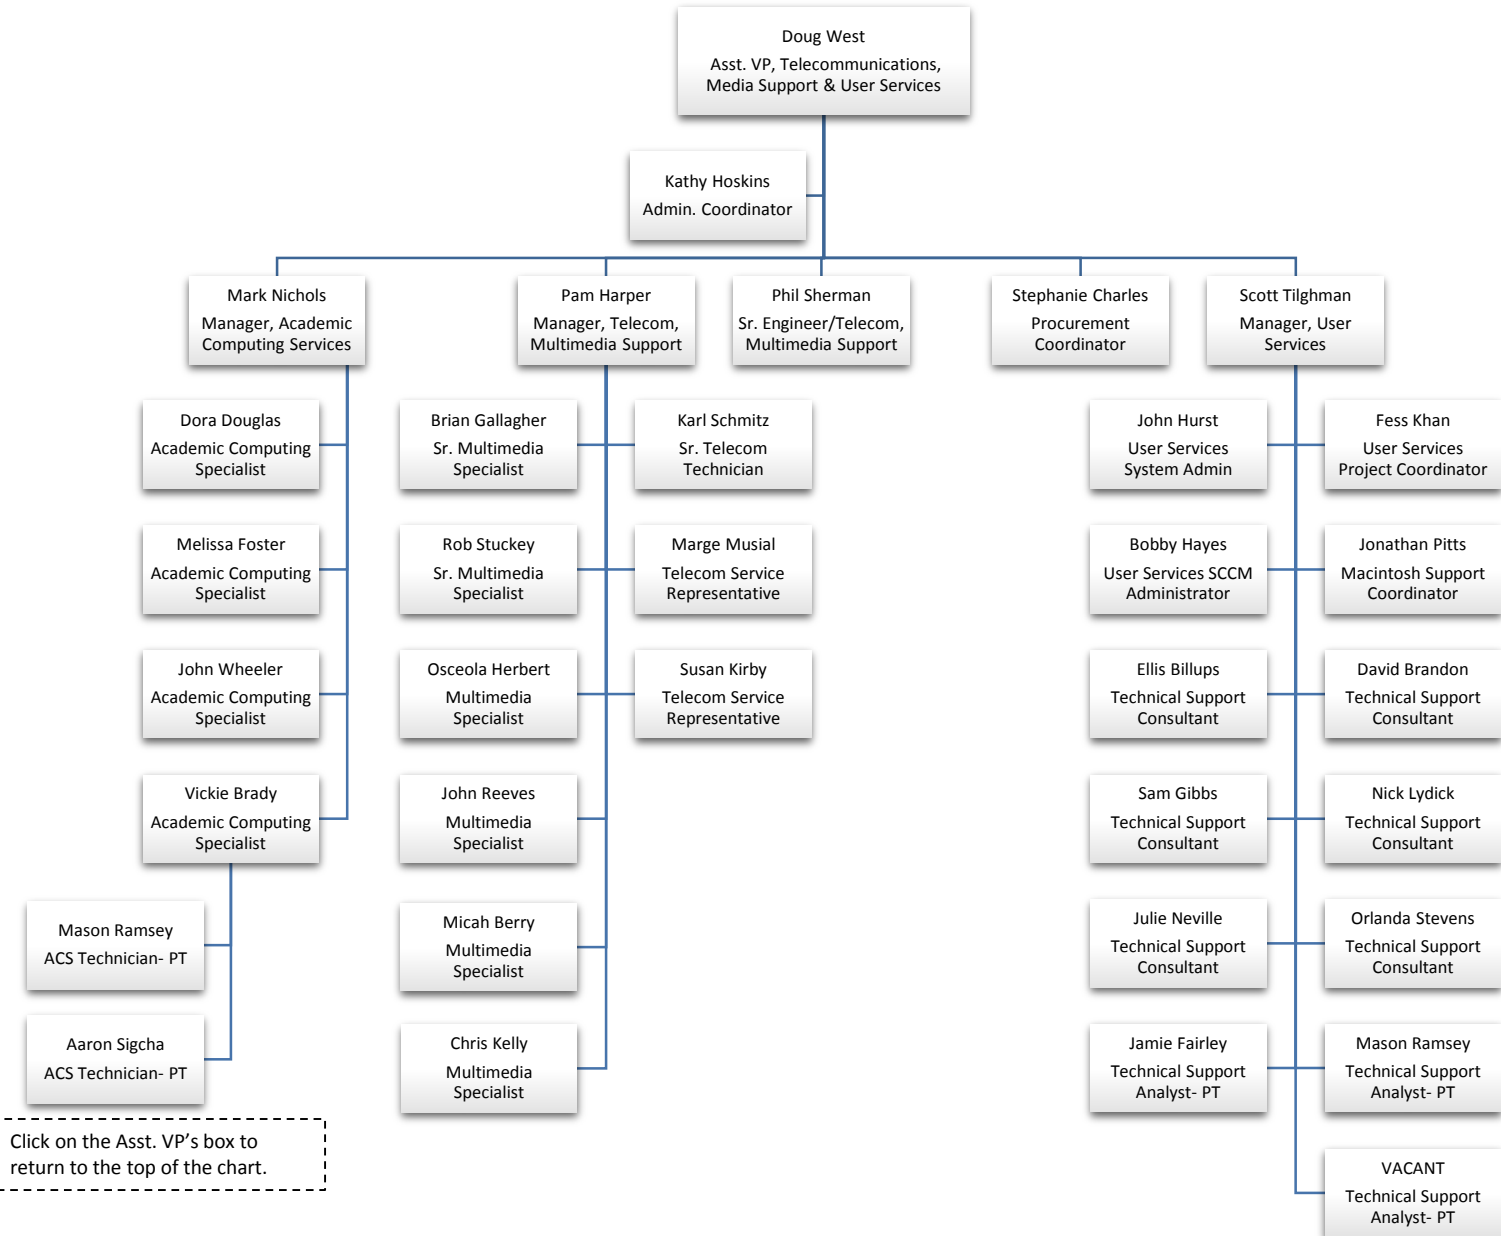 Doug West
Asst. VP, Telecommunications,
Media Support & User Services
Kathy Hoskins
Admin. Coordinator
Mark Nichols
Manager, Academic
Computing Services
Pam Harper
Manager, Telecom,
Multimedia Support
Phil Sherman
Sr. Engineer/Telecom,
Multimedia Support
Stephanie Charles
Procurement
Coordinator
Scott Tilghman
Manager, User
Services
Dora Douglas
Academic Computing
Specialist
Melissa Foster
Academic Computing
Specialist
John Wheeler
Academic Computing
Specialist
Vickie Brady
Academic Computing
Specialist
Mason Ramsey
ACS Technician- PT
Aaron Sigcha
ACS Technician- PT
Brian Gallagher
Sr. Multimedia
Specialist
Karl Schmitz
Sr. Telecom
Technician
Rob Stuckey
Sr. Multimedia
Specialist
Marge Musial
Telecom Service
Representative
Osceola Herbert
Multimedia
Specialist
Susan Kirby
Telecom Service
Representative
John Reeves
Multimedia
Specialist
Micah Berry
Multimedia
Specialist
Chris Kelly
Multimedia
Specialist
John Hurst
User Services
System Admin
Fess Khan
User Services
Project Coordinator
Bobby Hayes
User Services SCCM
Administrator
Jonathan Pitts
Macintosh Support
Coordinator
Ellis Billups
Technical Support
Consultant
David Brandon
Technical Support
Consultant
Sam Gibbs
Technical Support
Consultant
Nick Lydick
Technical Support
Consultant
Julie Neville
Technical Support
Consultant
Orlanda Stevens
Technical Support
Consultant
Jamie Fairley
Technical Support
Analyst- PT
Mason Ramsey
Technical Support
Analyst- PT
VACANT
Technical Support
Analyst- PT
Click on the Asst. VP’s box to
return to the top of the chart.